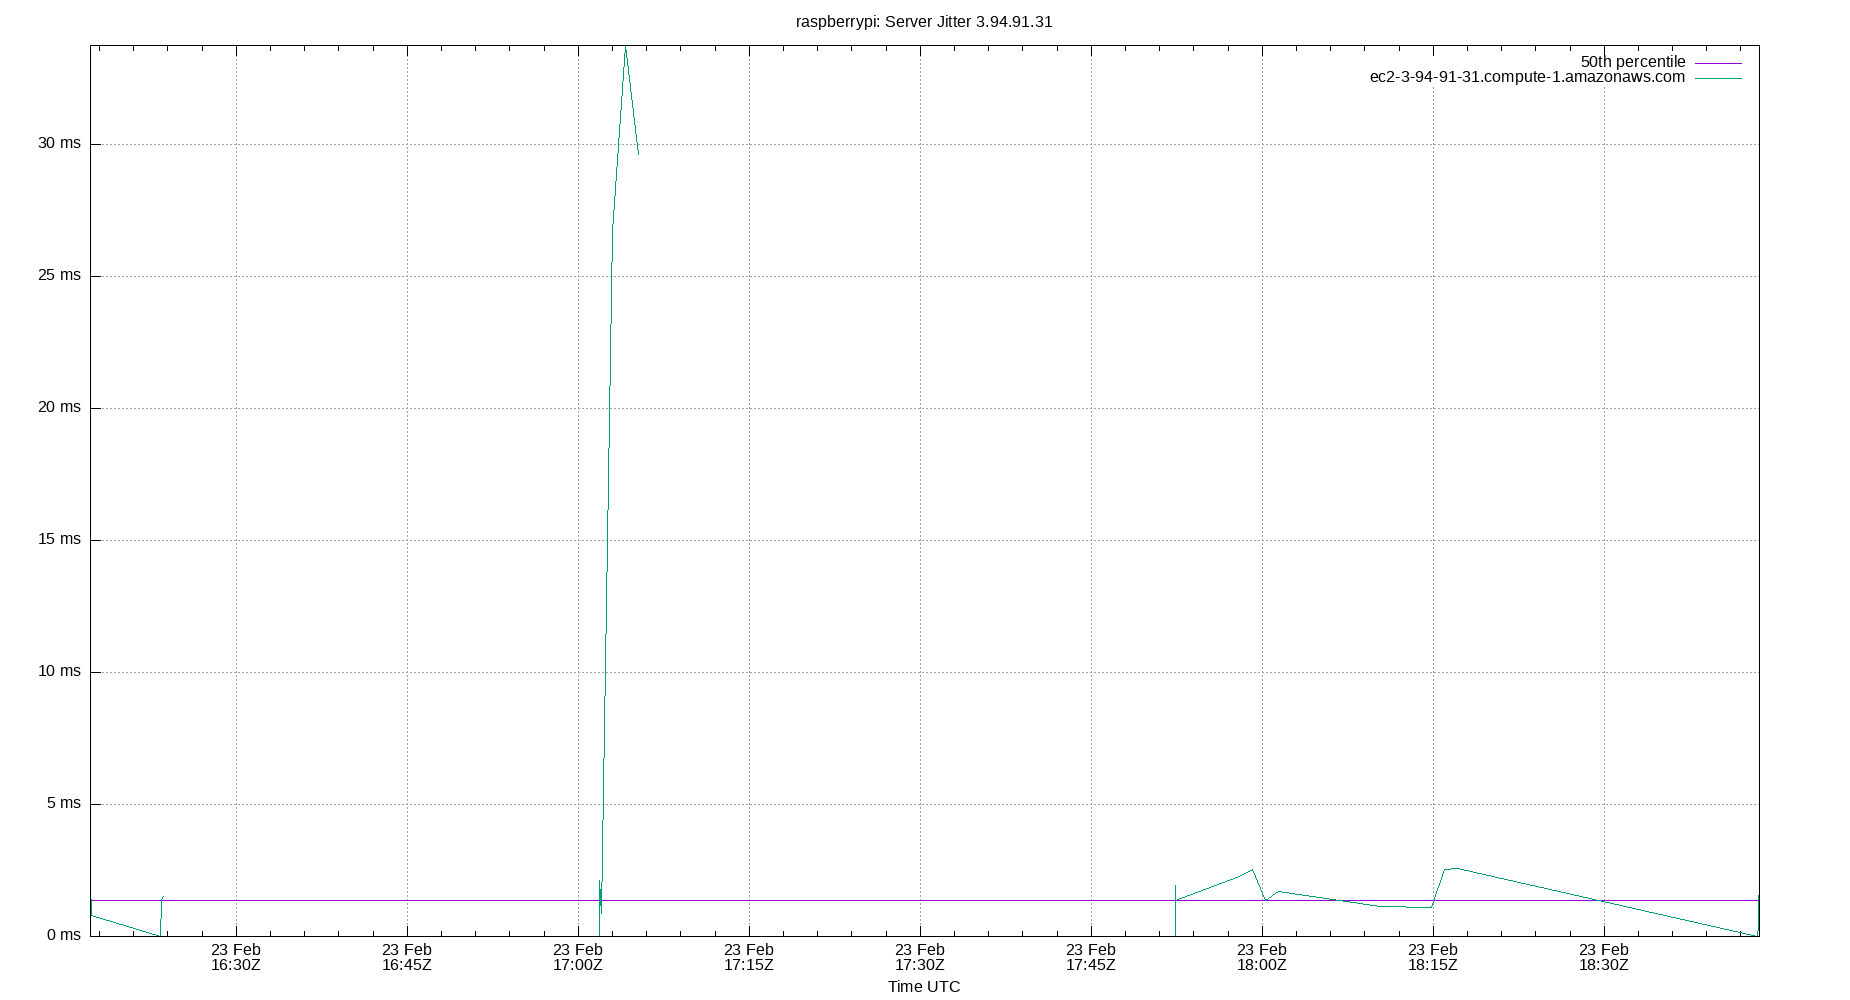 raspberrypi: Server Jitter 3.94.91.31
50th percentile
ec2-3-94-91-31.compute-1.amazonaws.com
30 ms
25 ms
20 ms
15 ms
10 ms
5 ms
0 ms
23 Feb 23 Feb 23 Feb 23 Feb 23 Feb 23 Feb 23 Feb 23 Feb 23 Feb
16:30Z 16:45Z 17:00Z 17:15Z 17:30Z 17:45Z 18:00Z 18:15Z 18:30Z
Time UTC